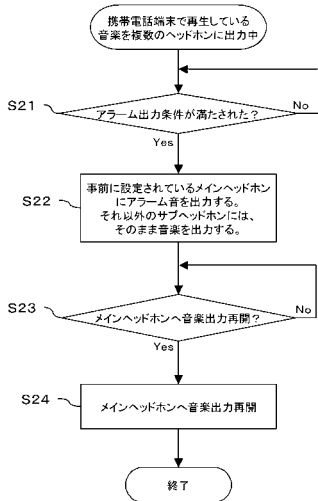 携帯電話端末で再生している
音楽を複数のヘッドホンに出力中
S21
アラーム出力条件が満たされた?
No
Yes
S22
事前に設定されているメインヘッドホン
にアラーム音を出力する。
それ以外のサブヘッドホンには、
そのまま音楽を出力する。
S23
メインヘッドホンへ音楽出力再開?
No
Yes
S24
メインヘッドホンへ音楽出力再開
終了